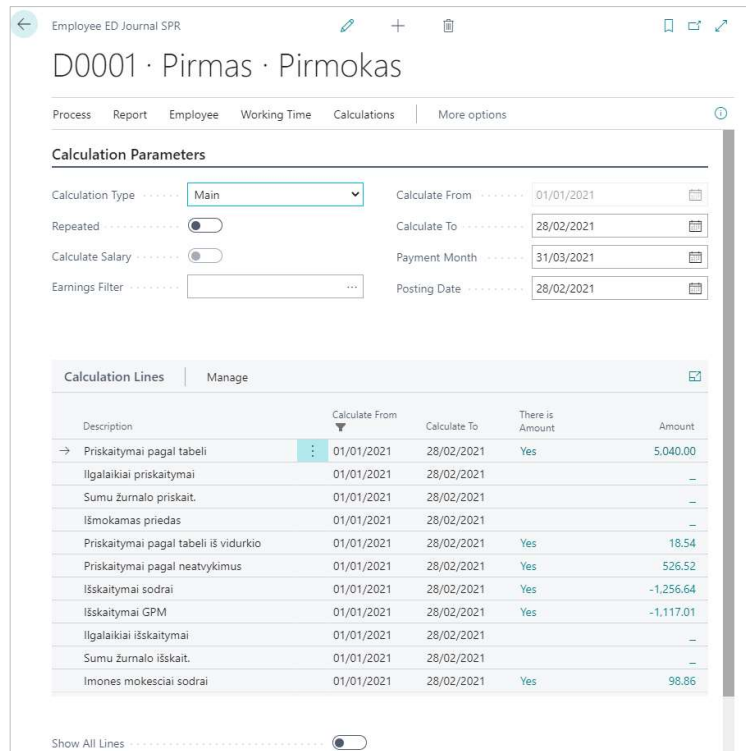 Employee ED Journal SPR
D0001 · Pirmas · Pirmokas
Process Report Employee Working Time Calculations More options
Calculation Parameters
Calculation Type Main
Calculate From 01/01/2021
Repeated
Calculate To 28/02/2021
Calculate Salary
Payment Month 31/03/2021
Earnings Filter
Posting Date 28/02/2021
Calculation Lines Manage
Description Calculate From Calculate To There is Amount Amount
Priskaitymai pagal tabeli 01/01/2021 28/02/2021 Yes 5,040.00
Ilgalaikiai priskaitymai 01/01/2021 28/02/2021 _
Sumu žurnalo priskait. 01/01/2021 28/02/2021 _
Išmokamas priedas 01/01/2021 28/02/2021 _
Priskaitymai pagal tabeli iš vidurkio 01/01/2021 28/02/2021 Yes 18.54
Priskaitymai pagal neatvykimus 01/01/2021 28/02/2021 Yes 526.52
Išskaitymai sodrai 01/01/2021 28/02/2021 Yes -1,256.64
Išskaitymai GPM 01/01/2021 28/02/2021 Yes -1,117.01
Ilgalaikiai išskaitymai 01/01/2021 28/02/2021 _
Sumu žurnalo išskait. 01/01/2021 28/02/2021 _
Imones mokesciai sodrai 01/01/2021 28/02/2021 Yes 98.86
Show All Lines